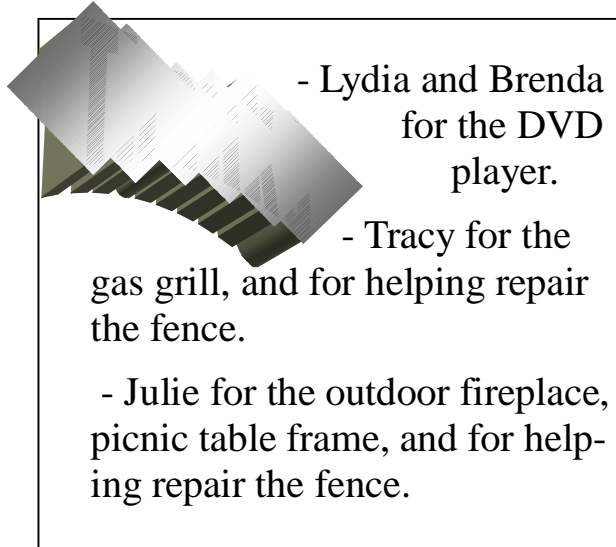 - Lydia and Brenda
for the DVD
player.
- Tracy for the
gas grill, and for helping repair
the fence.
- Julie for the outdoor fireplace,
picnic table frame, and for help-
ing repair the fence.